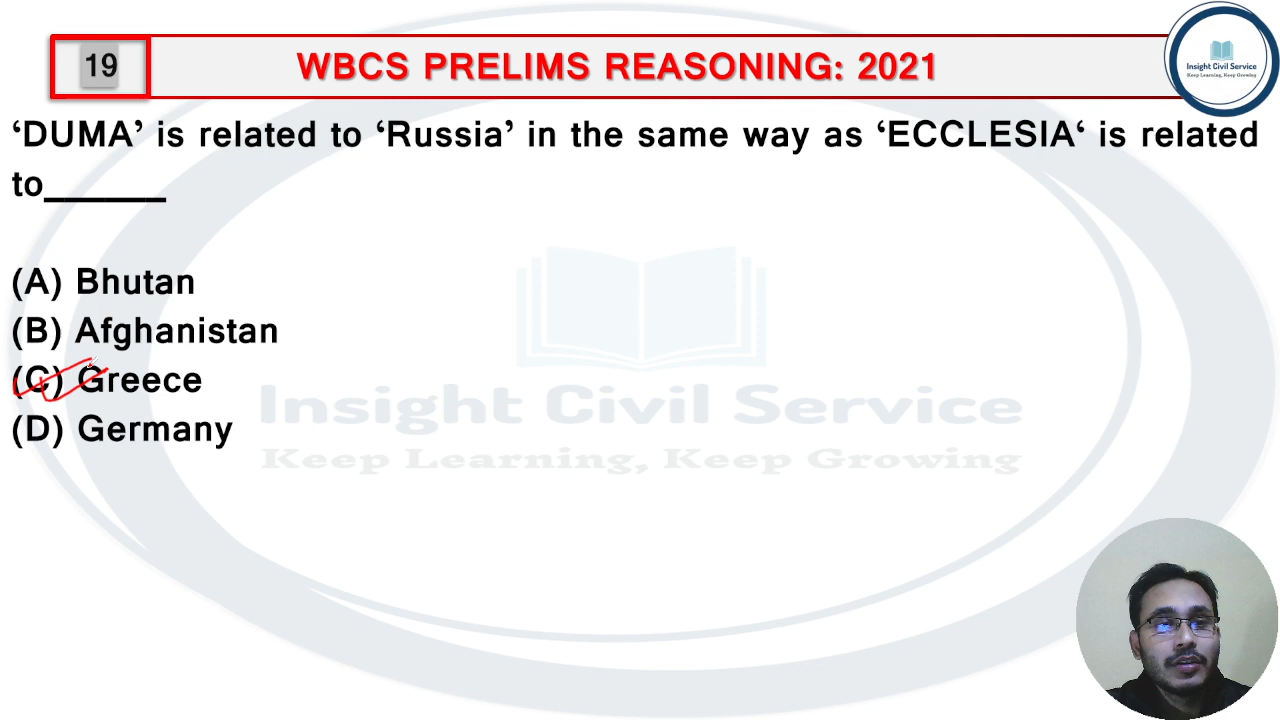 19
WBCS PRELIMS REASONING: 2021
Insight Civil Service
Keep Learning, Keep Growing
‘DUMA’ is related to ‘Russia’ in the same way as ‘ECCLESIA‘ is related
to______
(A) Bhutan
(B) Afghanistan
(C) Greece
(D) Germany
Insight Civil Service
Keep Learning, Keep Growing